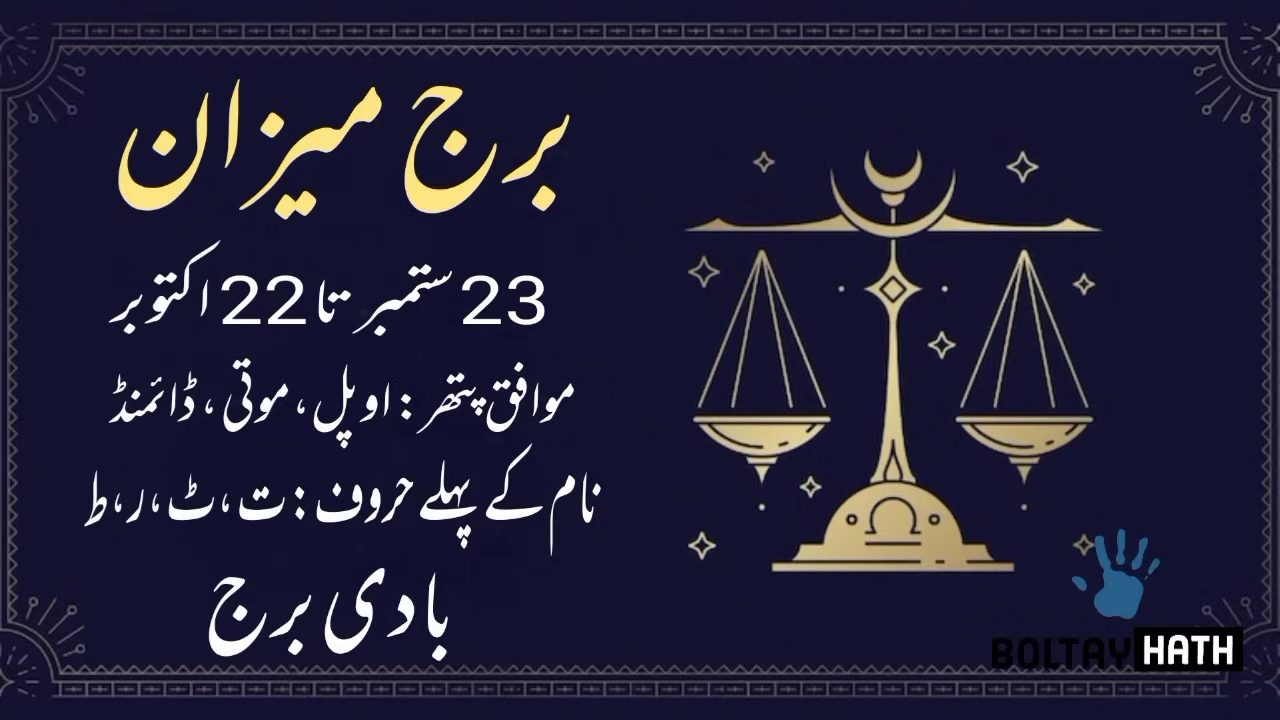 برج میزان
23 ستمبر تا 22 اکتوبر
موافق پتھر : اوپل ، موتی ، ڈائمنڈ
نام کے پہلے حروف : ت ، ٹ ، ر ، ط
بادی برج
BOLTAY HATH